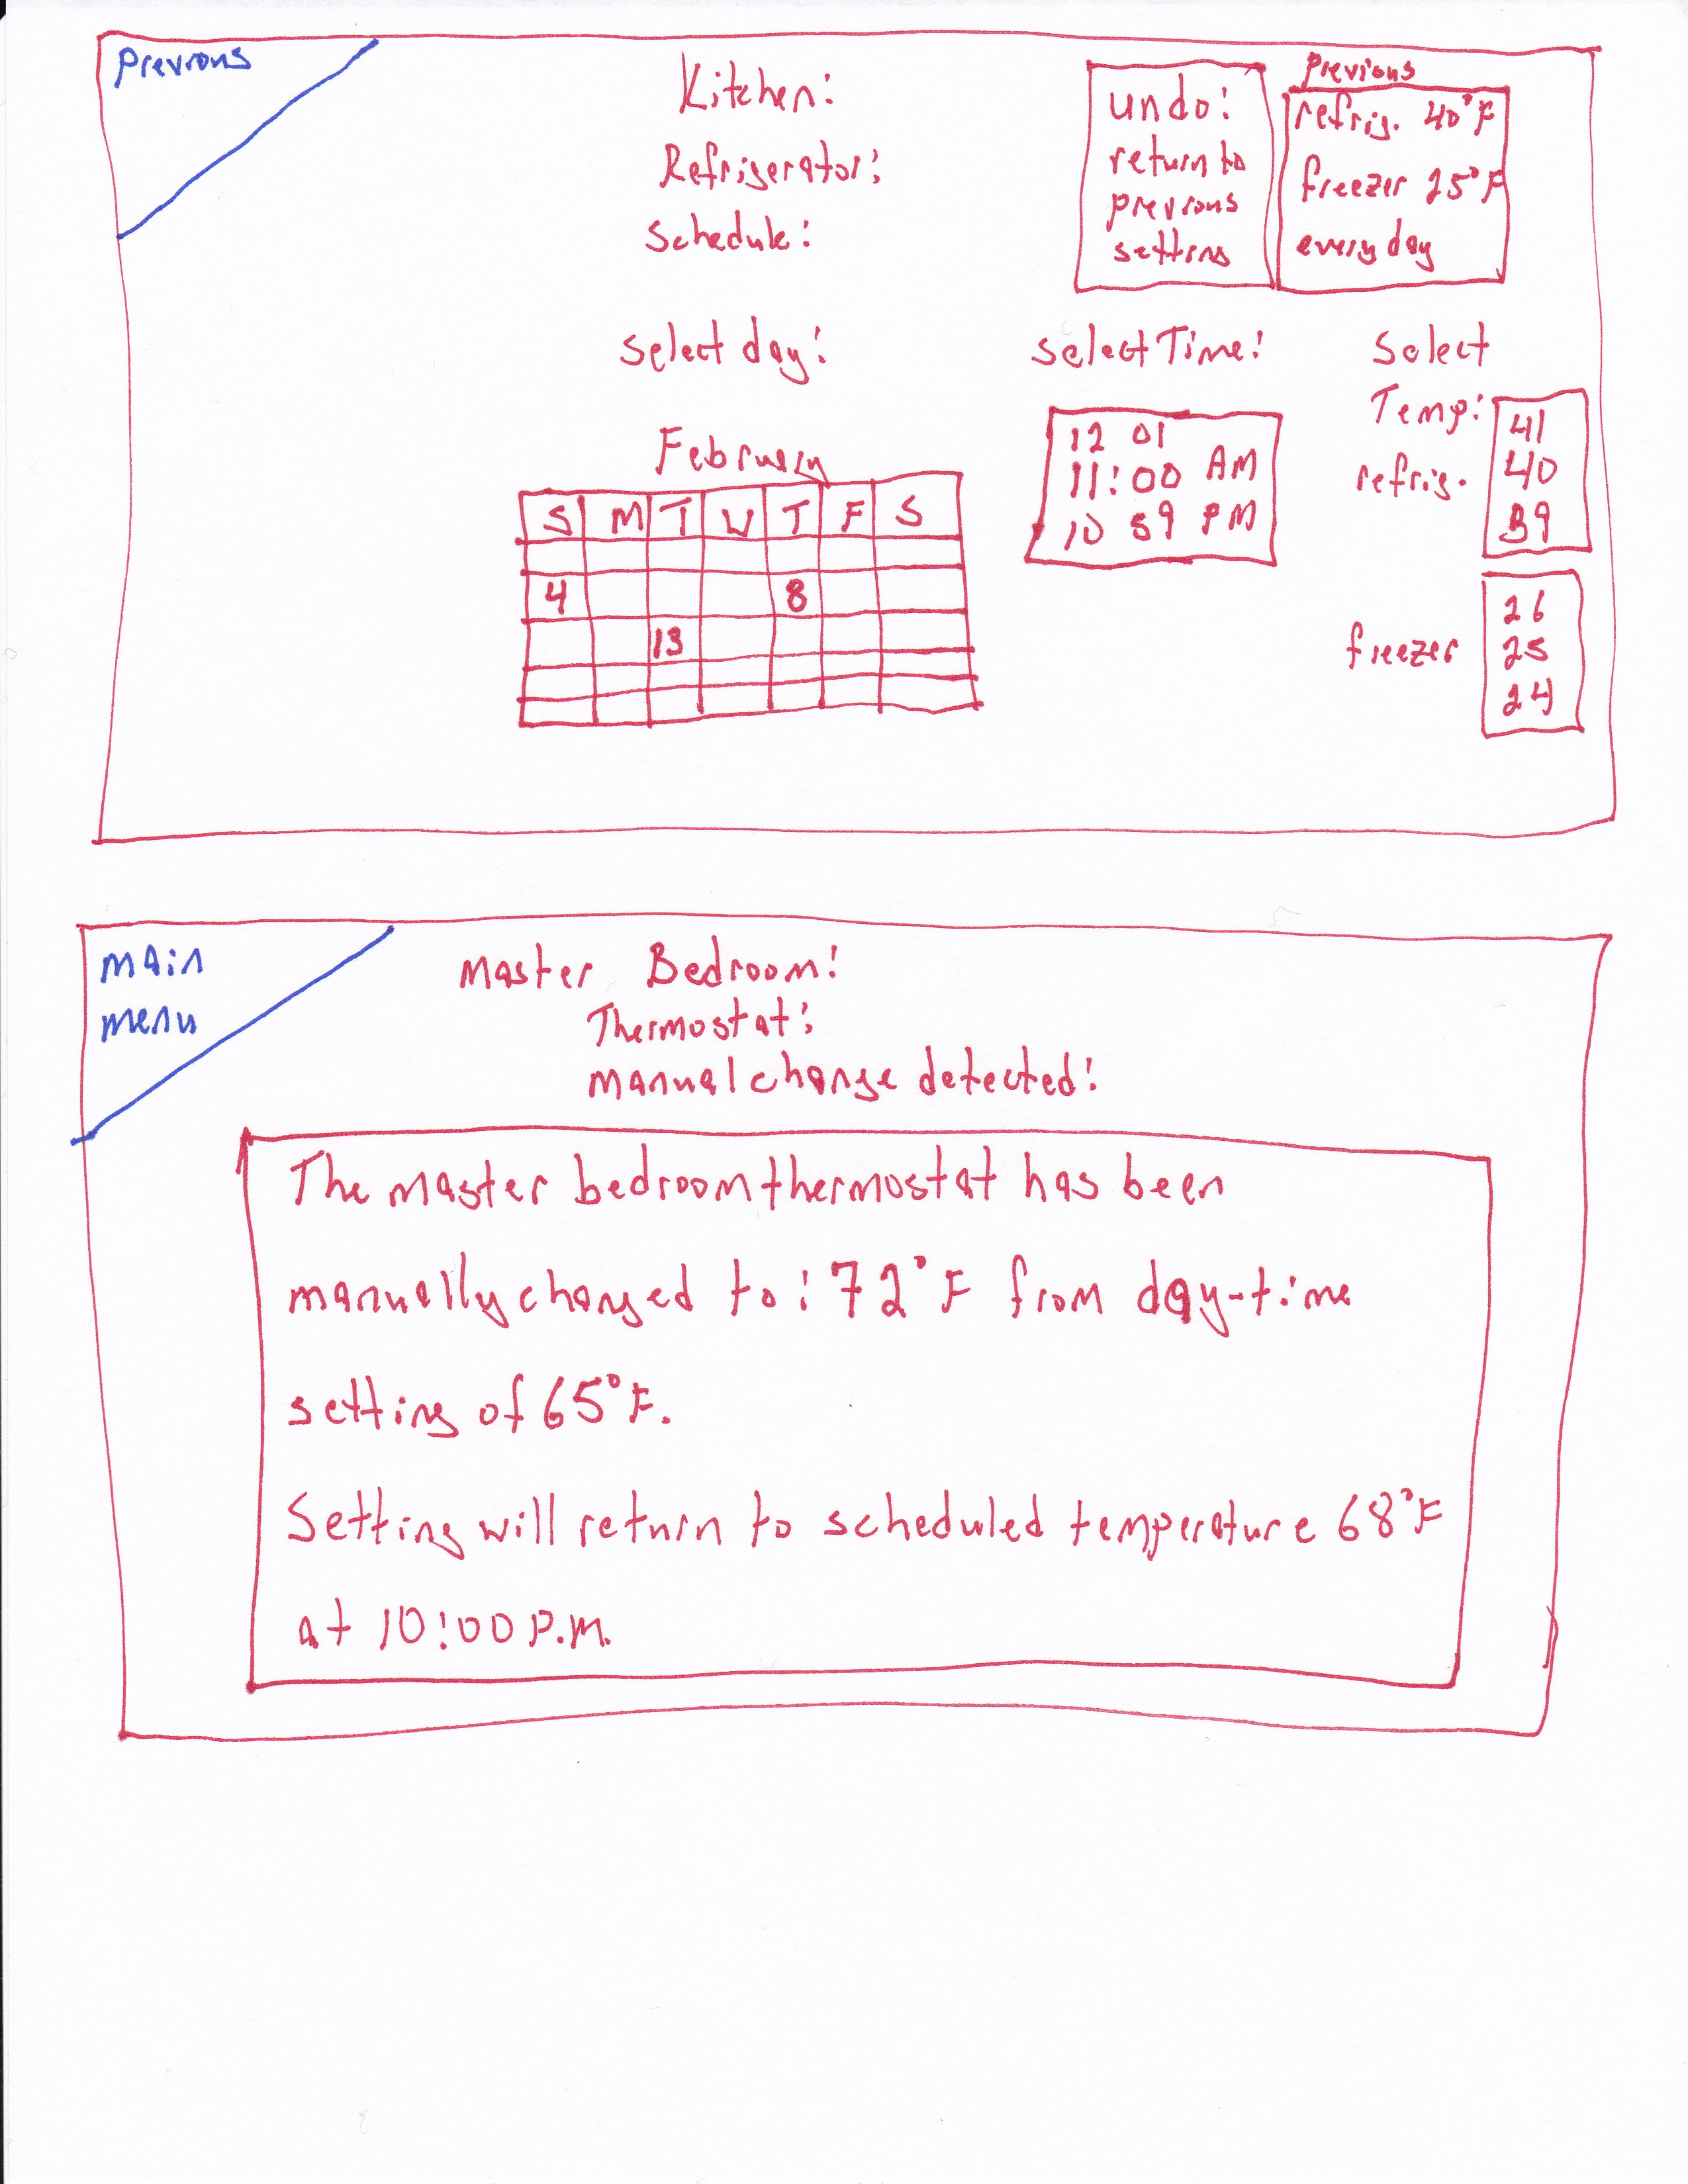 previous
Kitchen:
Refrigerator:
Schedule:
undo:
return to
previous
setting
previous
refrig. 40°F
freezer 25°F
every day
select day:
February
S M T W T F S
4 8
13
select Time:
12 01
11:00 AM
10 59 PM
Select
Temp:
refrig.
41
40
39
freezer
26
25
24
main
menu
Master Bedroom:
Thermostat:
manual change detected:
The master bedroom thermostat has been
manually changed to: 72°F from day-time
setting of 65°F.
Setting will return to scheduled temperature 68°F
at 10:00 P.M.